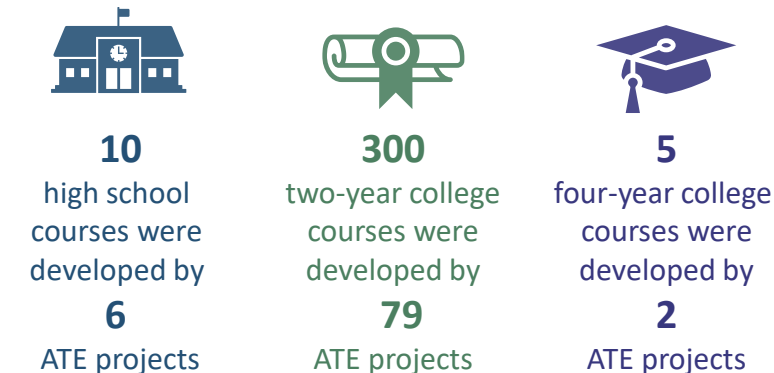 10
high school
courses were
developed by
6
ATE projects
300
two-year college
courses were
developed by
79
ATE projects
5
four-year college
courses were
developed by
2
ATE projects